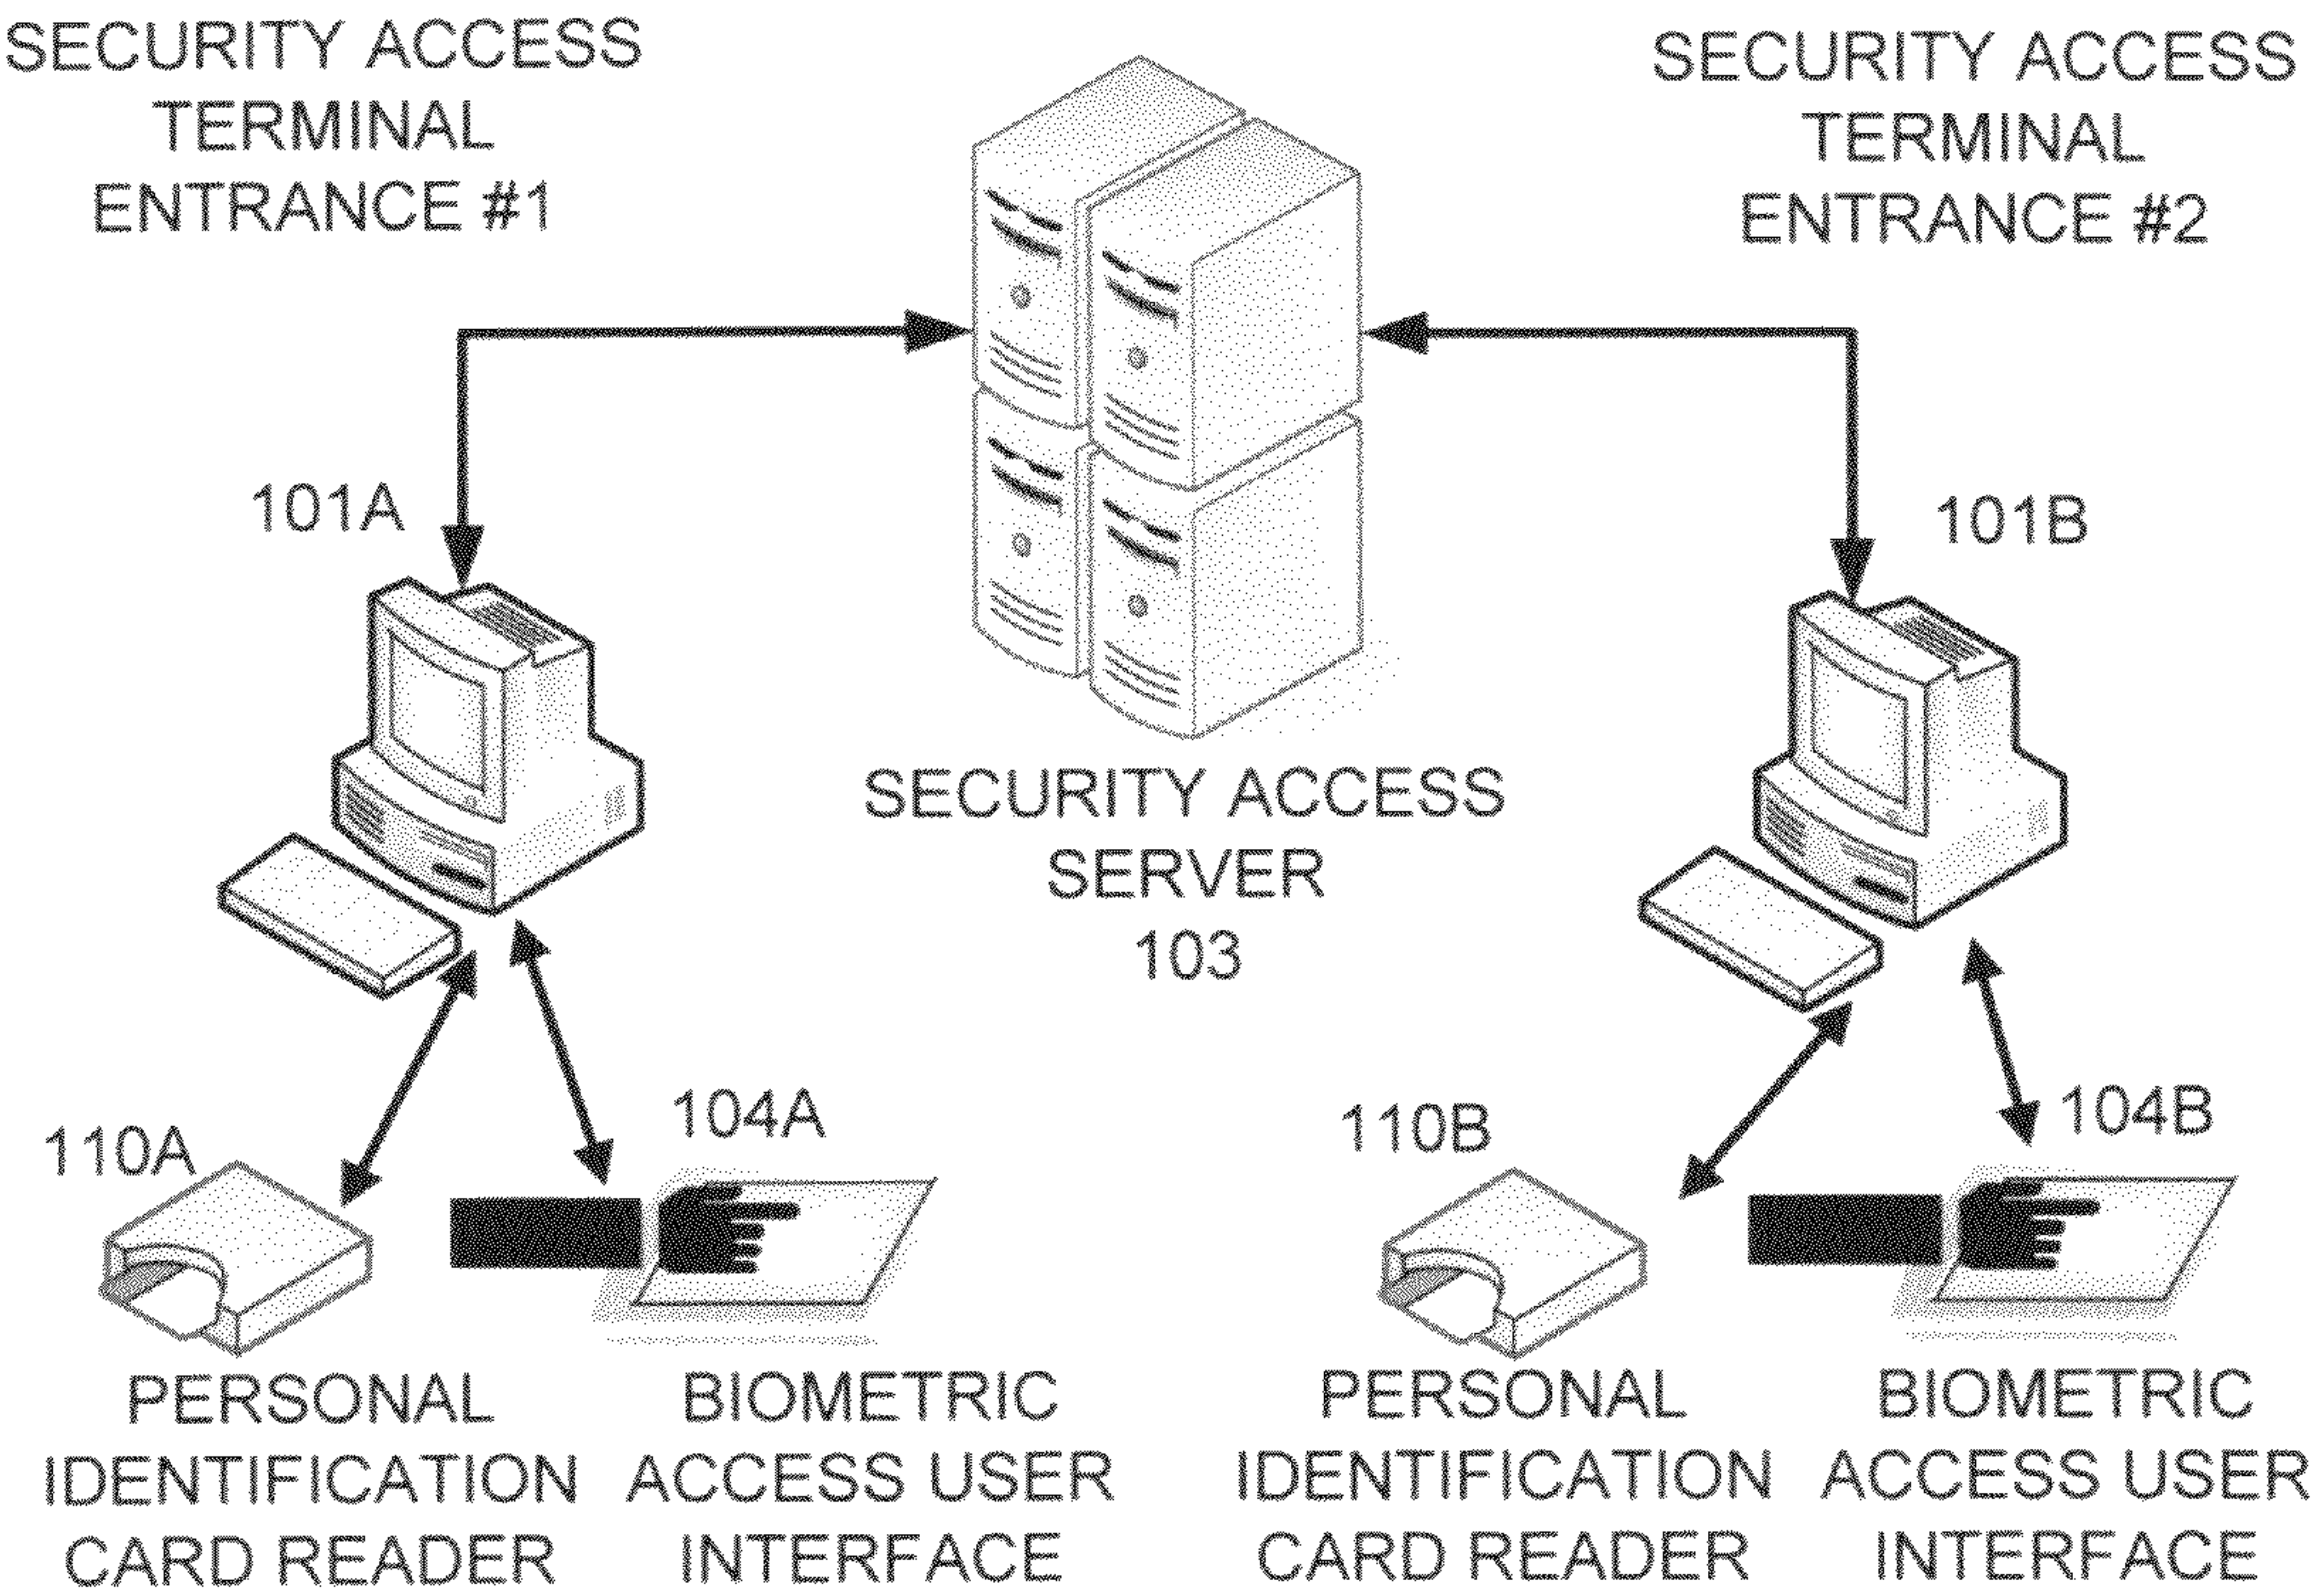 SECURITY ACCESS
TERMINAL
ENTRANCE #1
SECURITY ACCESS
TERMINAL
ENTRANCE #2
101A
101B
SECURITY ACCESS
SERVER
103
110A
104A
110B
104B
PERSONAL
IDENTIFICATION
CARD READER
BIOMETRIC
ACCESS USER
INTERFACE
PERSONAL
IDENTIFICATION
CARD READER
BIOMETRIC
ACCESS USER
INTERFACE